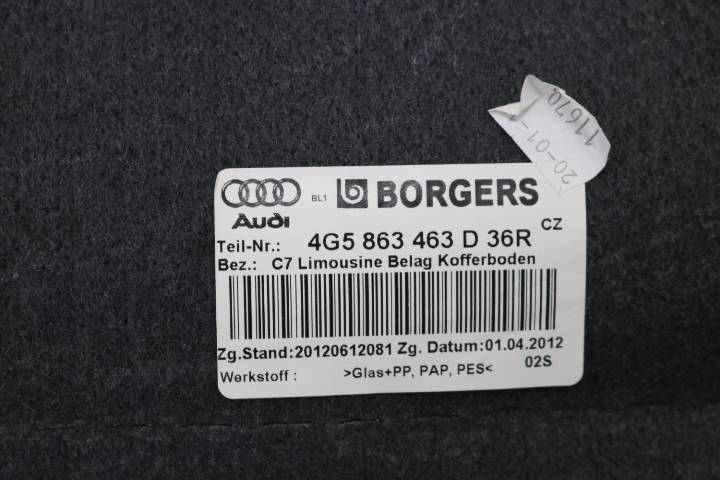 20-01-
11670
Audi BL1 BORGERS
Teil-Nr.: 4G5 863 463 D 36R CZ
Bez.: C7 Limousine Belag Kofferboden
Zg.Stand:20120612081 Zg. Datum:01.04.2012
02S
Werkstoff : >Glas+PP, PAP, PES<